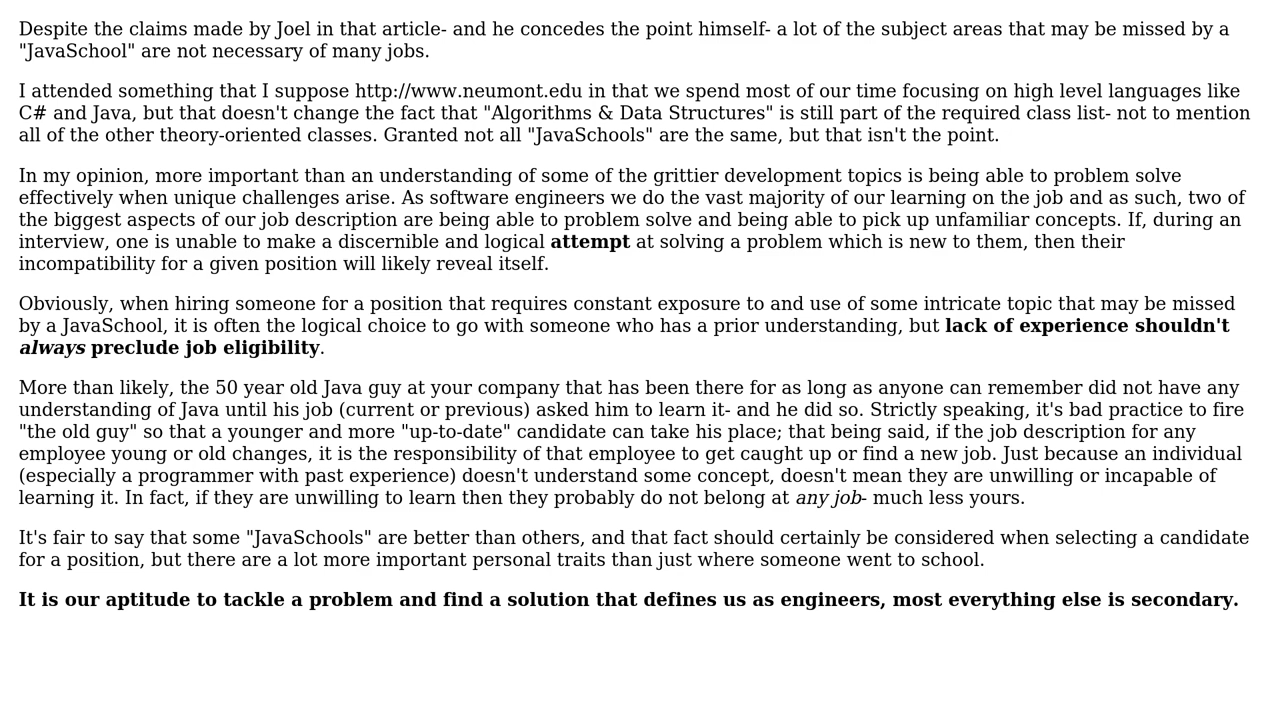 Despite the claims made by Joel in that article- and he concedes the point himself- a lot of the subject areas that may be missed by a
"JavaSchool" are not necessary of many jobs.
I attended something that I suppose http://www.neumont.edu in that we spend most of our time focusing on high level languages like
C# and Java, but that doesn't change the fact that "Algorithms & Data Structures" is still part of the required class list- not to mention
all of the other theory-oriented classes. Granted not all "JavaSchools" are the same, but that isn't the point.
In my opinion, more important than an understanding of some of the grittier development topics is being able to problem solve
effectively when unique challenges arise. As software engineers we do the vast majority of our learning on the job and as such, two of
the biggest aspects of our job description are being able to problem solve and being able to pick up unfamiliar concepts. If, during an
interview, one is unable to make a discernible and logical attempt at solving a problem which is new to them, then their
incompatibility for a given position will likely reveal itself.
Obviously, when hiring someone for a position that requires constant exposure to and use of some intricate topic that may be missed
by a JavaSchool, it is often the logical choice to go with someone who has a prior understanding, but lack of experience shouldn't
always preclude job eligibility.
More than likely, the 50 year old Java guy at your company that has been there for as long as anyone can remember did not have any
understanding of Java until his job (current or previous) asked him to learn it- and he did so. Strictly speaking, it's bad practice to fire
"the old guy" so that a younger and more "up-to-date" candidate can take his place; that being said, if the job description for any
employee young or old changes, it is the responsibility of that employee to get caught up or find a new job. Just because an individual
(especially a programmer with past experience) doesn't understand some concept, doesn't mean they are unwilling or incapable of
learning it. In fact, if they are unwilling to learn then they probably do not belong at any job- much less yours.
It's fair to say that some "JavaSchools" are better than others, and that fact should certainly be considered when selecting a candidate
for a position, but there are a lot more important personal traits than just where someone went to school.
It is our aptitude to tackle a problem and find a solution that defines us as engineers, most everything else is secondary.